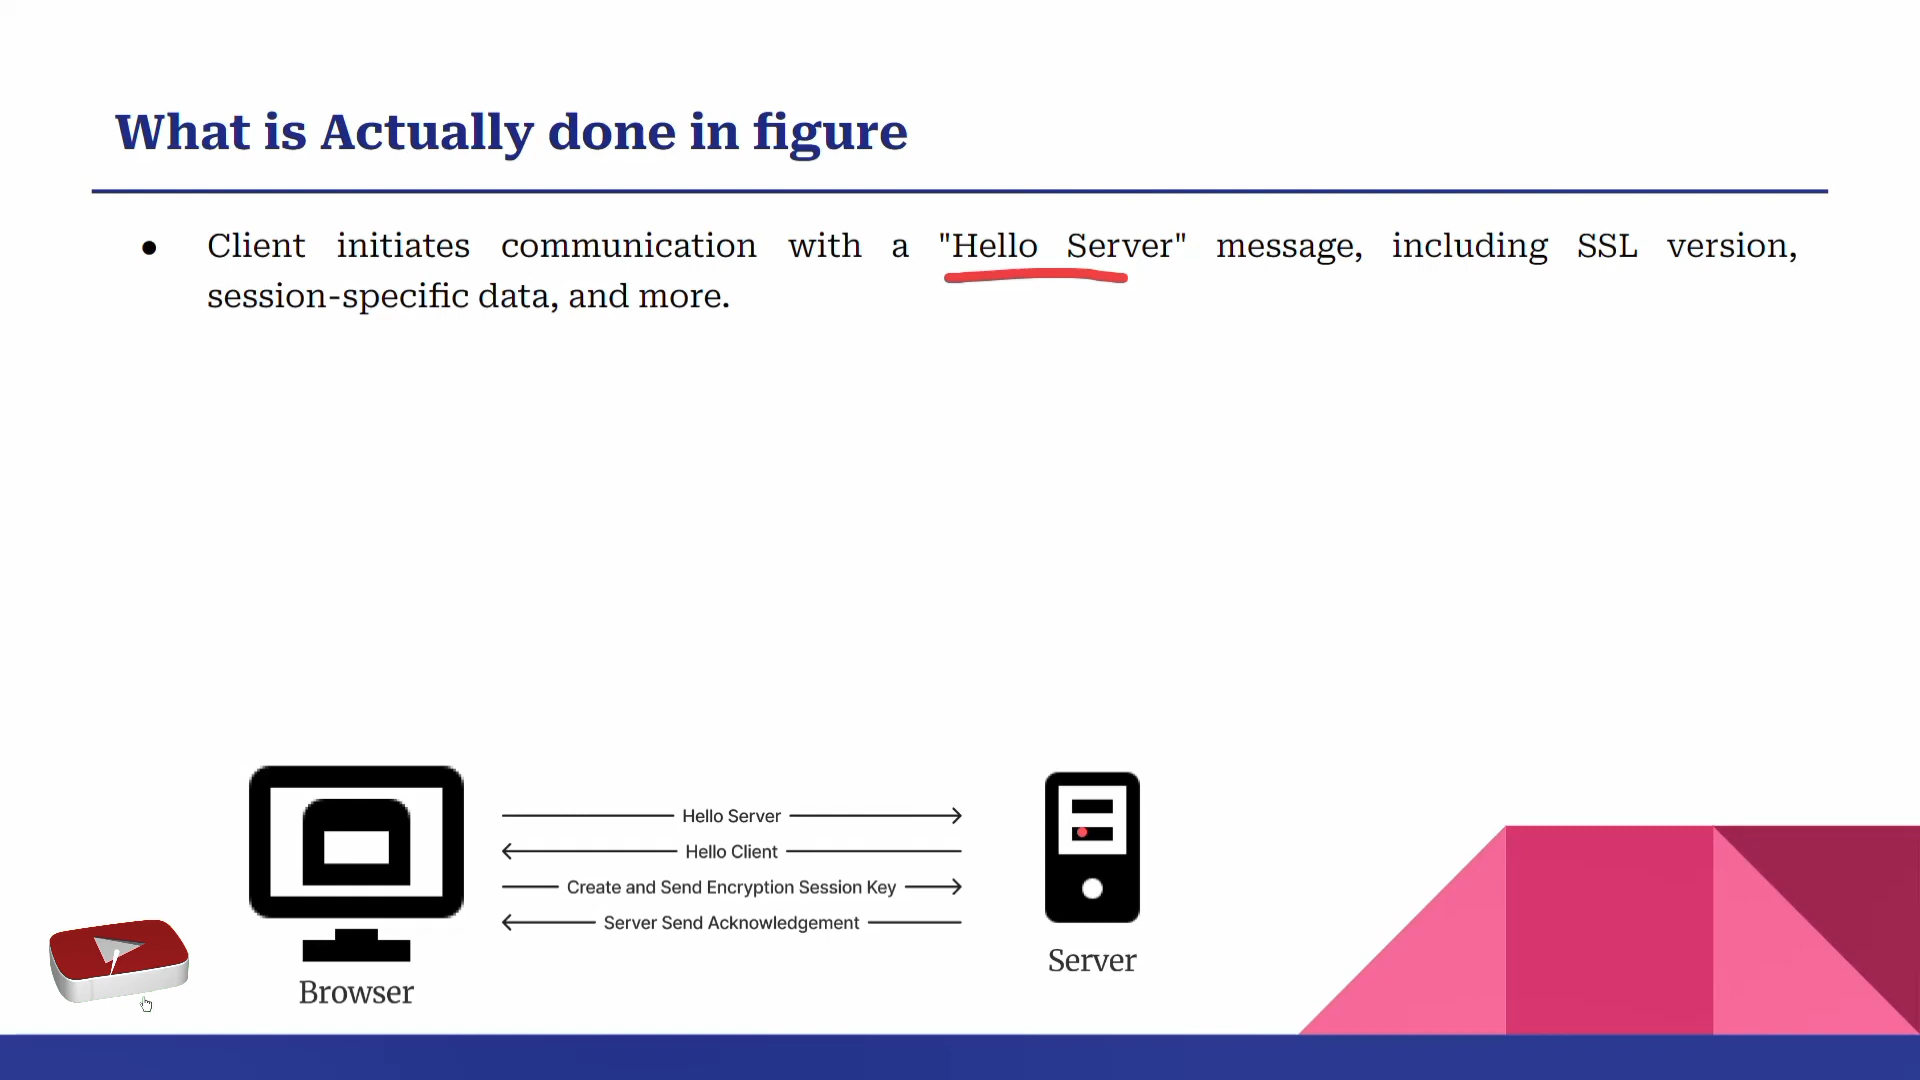 What is Actually done in figure
● Client initiates communication with a "Hello Server" message, including SSL version,
session-specific data, and more.
Hello Server
Hello Client
Create and Send Encryption Session Key
Server Send Acknowledgement
Browser
Server